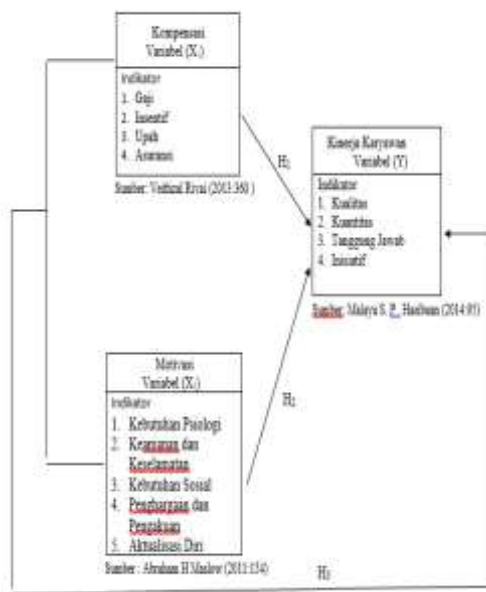 Kompensasi
Variabel (X₁)
Indikator
1. Gaji
2. Insentif
3. Upah
4. Asuransi
Sumber: Veithzal Rivai (2013:360 )
H₁
Kinerja Karyawan
Variabel (Y)
Indikator
1. Kualitas
2. Kuantitas
3. Tanggung Jawab
4. Inisiatif
Sumber: Malayu S. P., Hasibuan (2014:95)
Motivasi
Variabel (X₂)
Indikator
1. Kebutuhan Fisiologi
2. Keamanan dan
Keselamatan
3. Kebutuhan Sosial
4. Penghargaan dan
Pengakuan
5. Aktualisasi Diri
Sumber : Abraham H Maslow (2011:154)
H₂
H₃